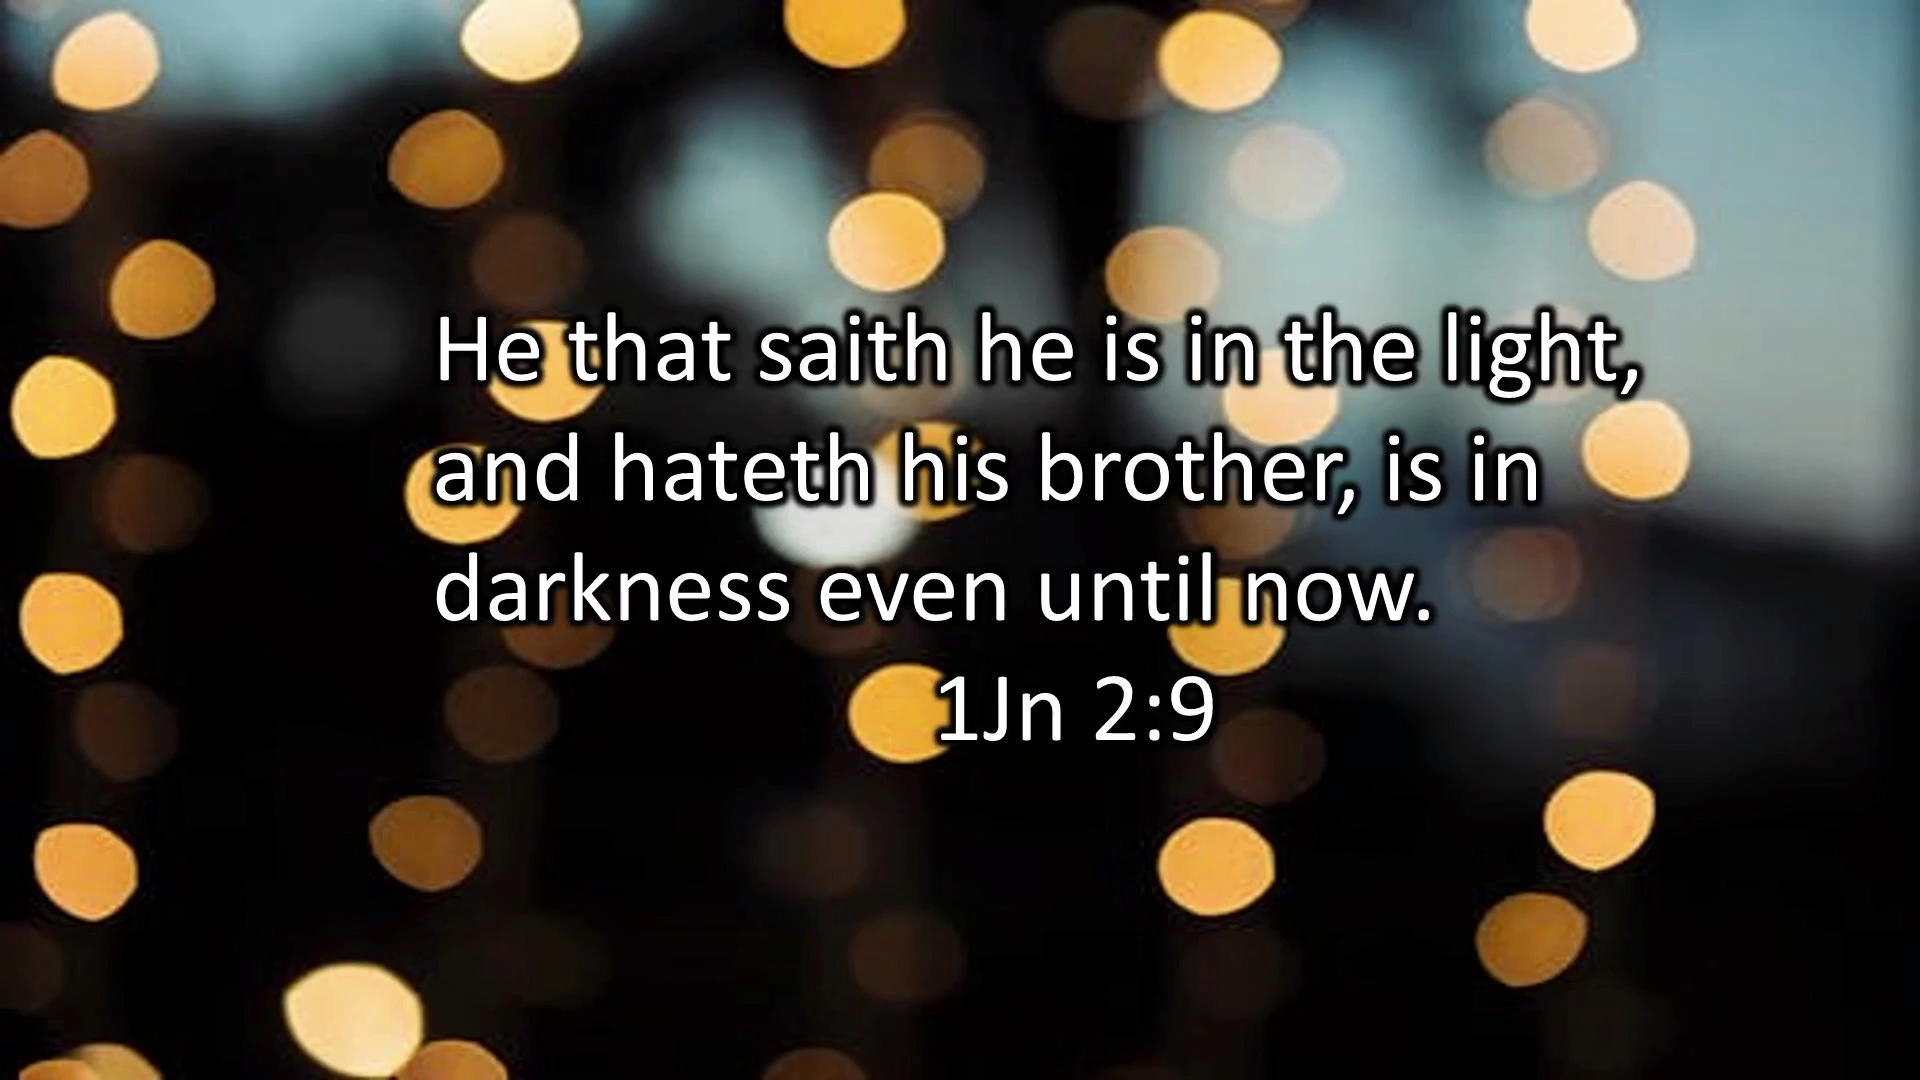 He that saith he is in the light,
and hateth his brother, is in
darkness even until now.
1Jn 2:9